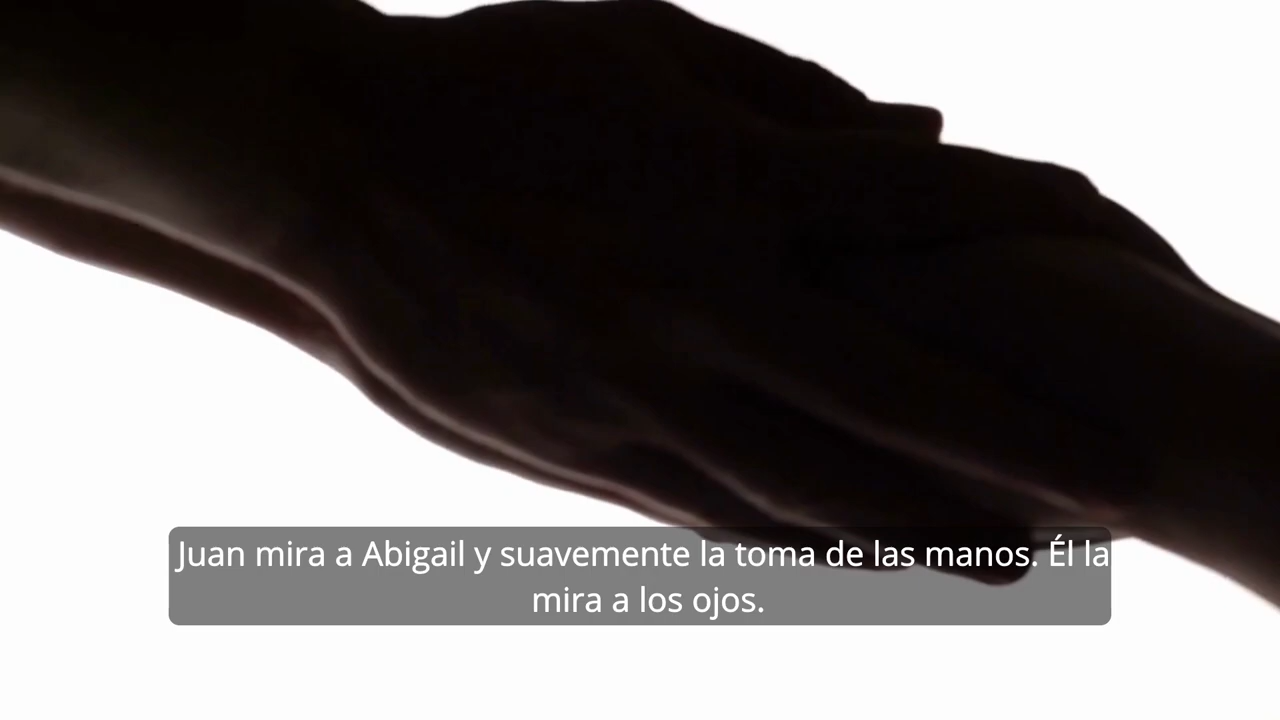 Juan mira a Abigail y suavemente la toma de las manos. Él la
mira a los ojos.